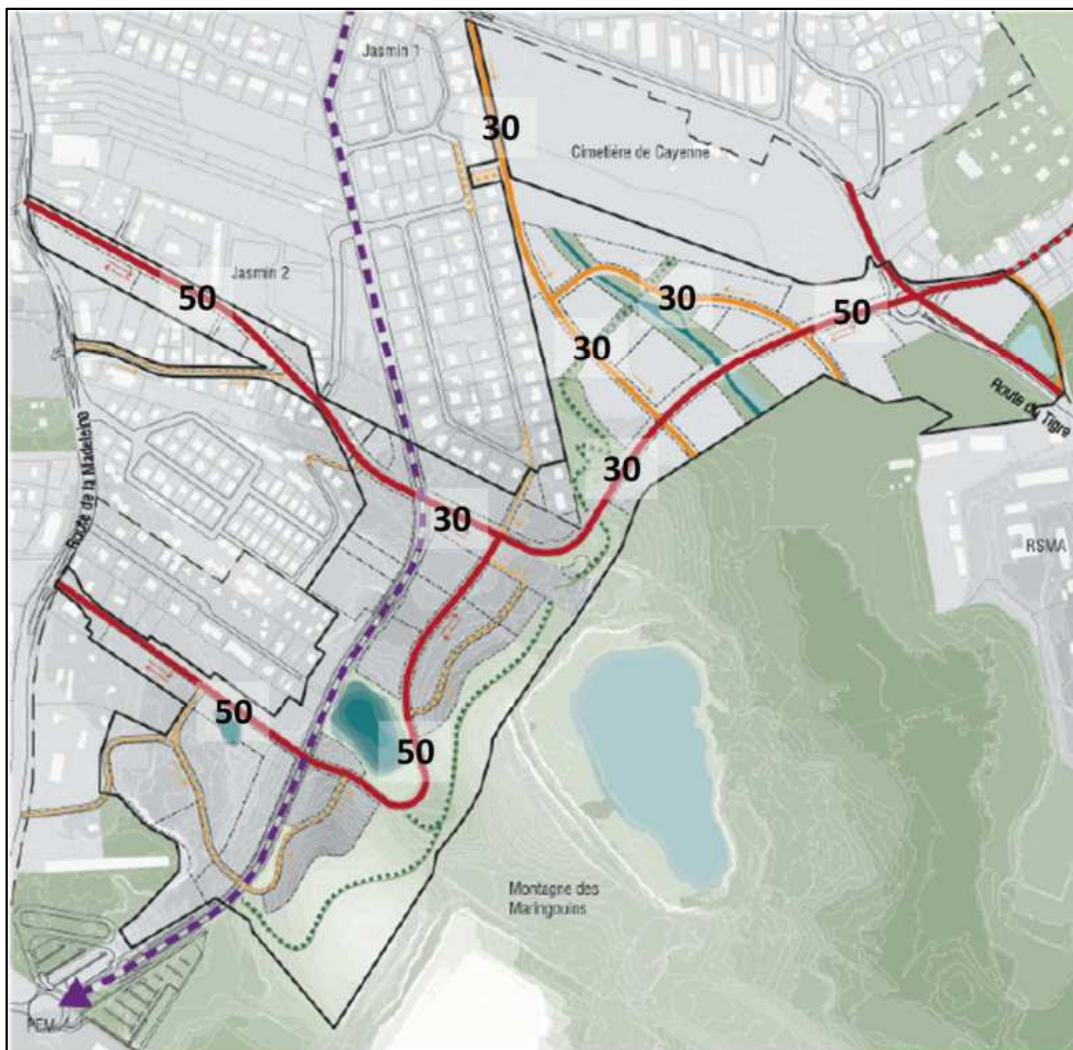 Jasmin 1
30
Cimetière de Cayenne
Jasmin 2
50
30
50
30
Route du Tigre
Route de la Madeleine
30
30
RSMA
50
50
Montagne des
Maringouins
PEM